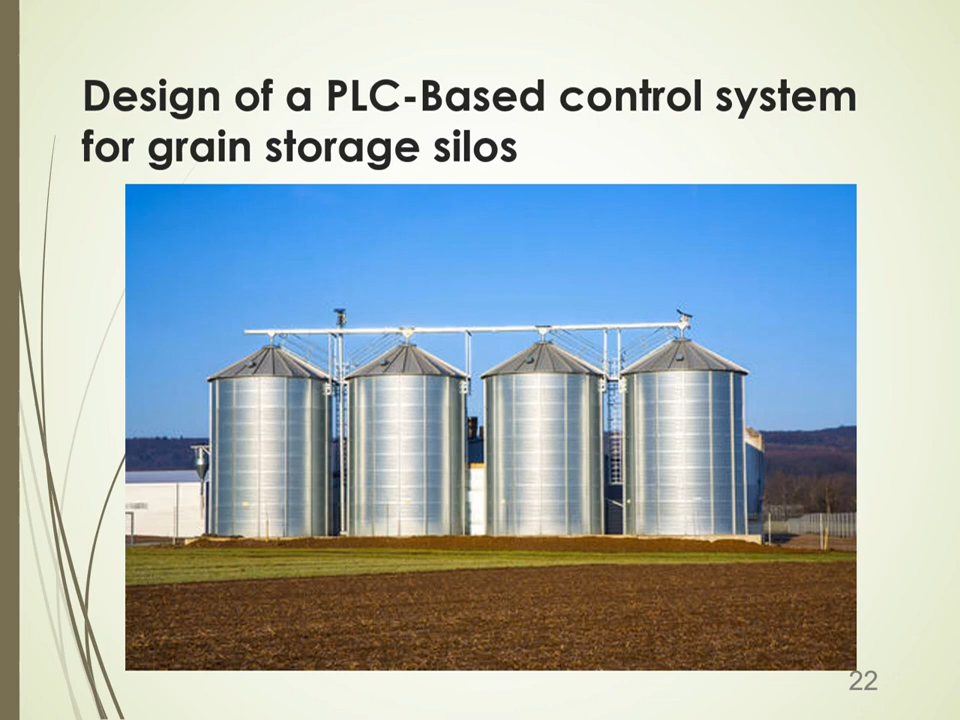 Design of a PLC-Based control system
for grain storage silos
22